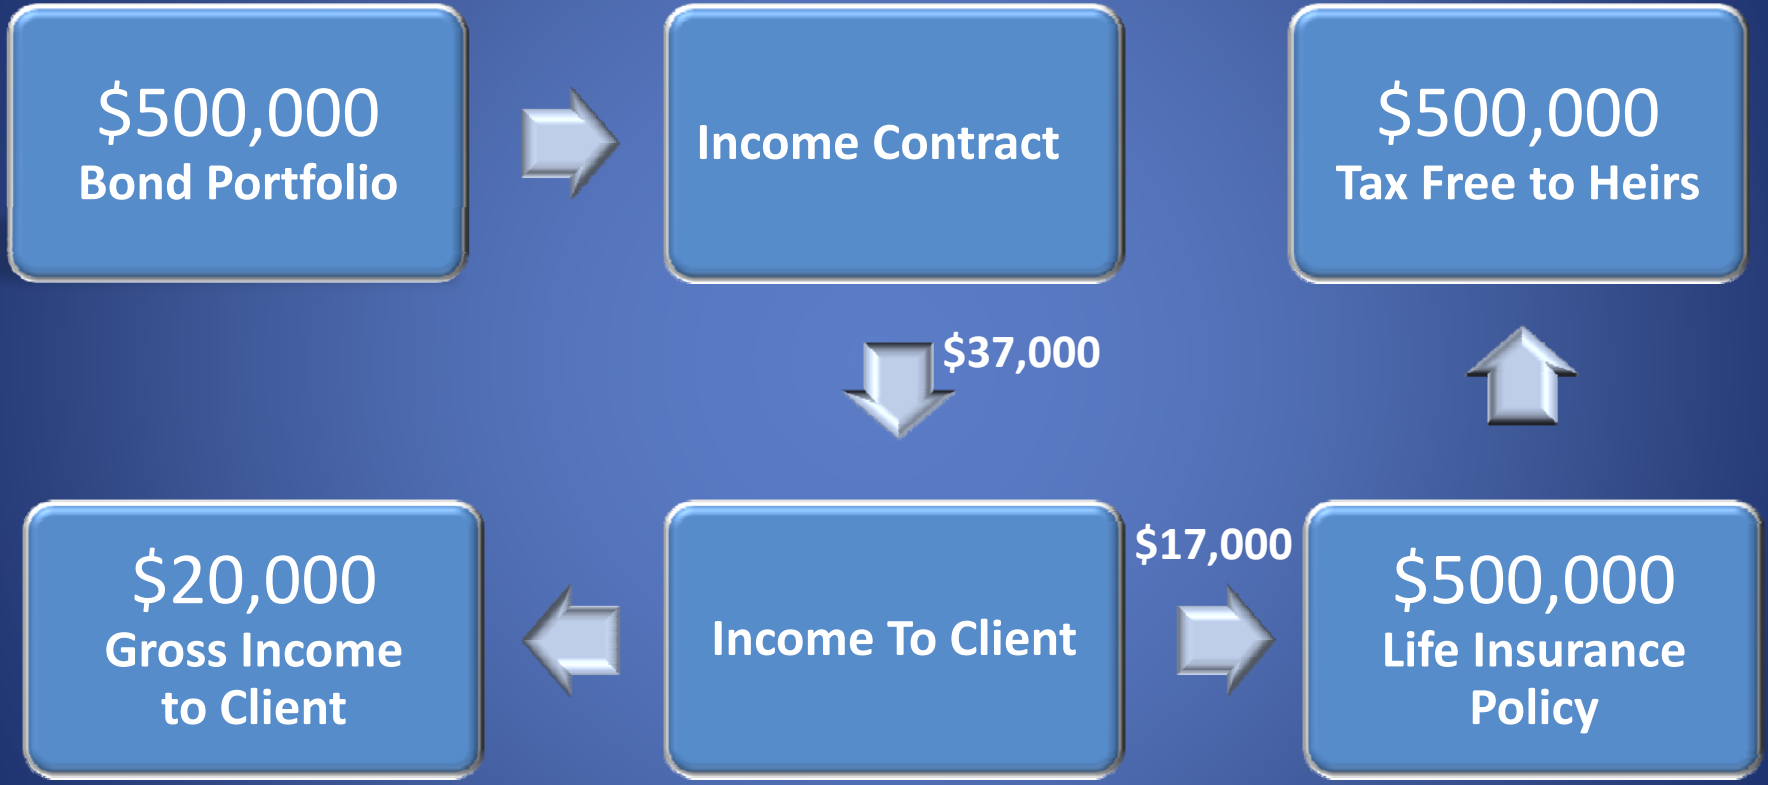 $500,000
Bond Portfolio
Income Contract
$500,000
Tax Free to Heirs
$37,000
$20,000
Gross Income
to Client
Income To Client
$17,000
$500,000
Life Insurance
Policy